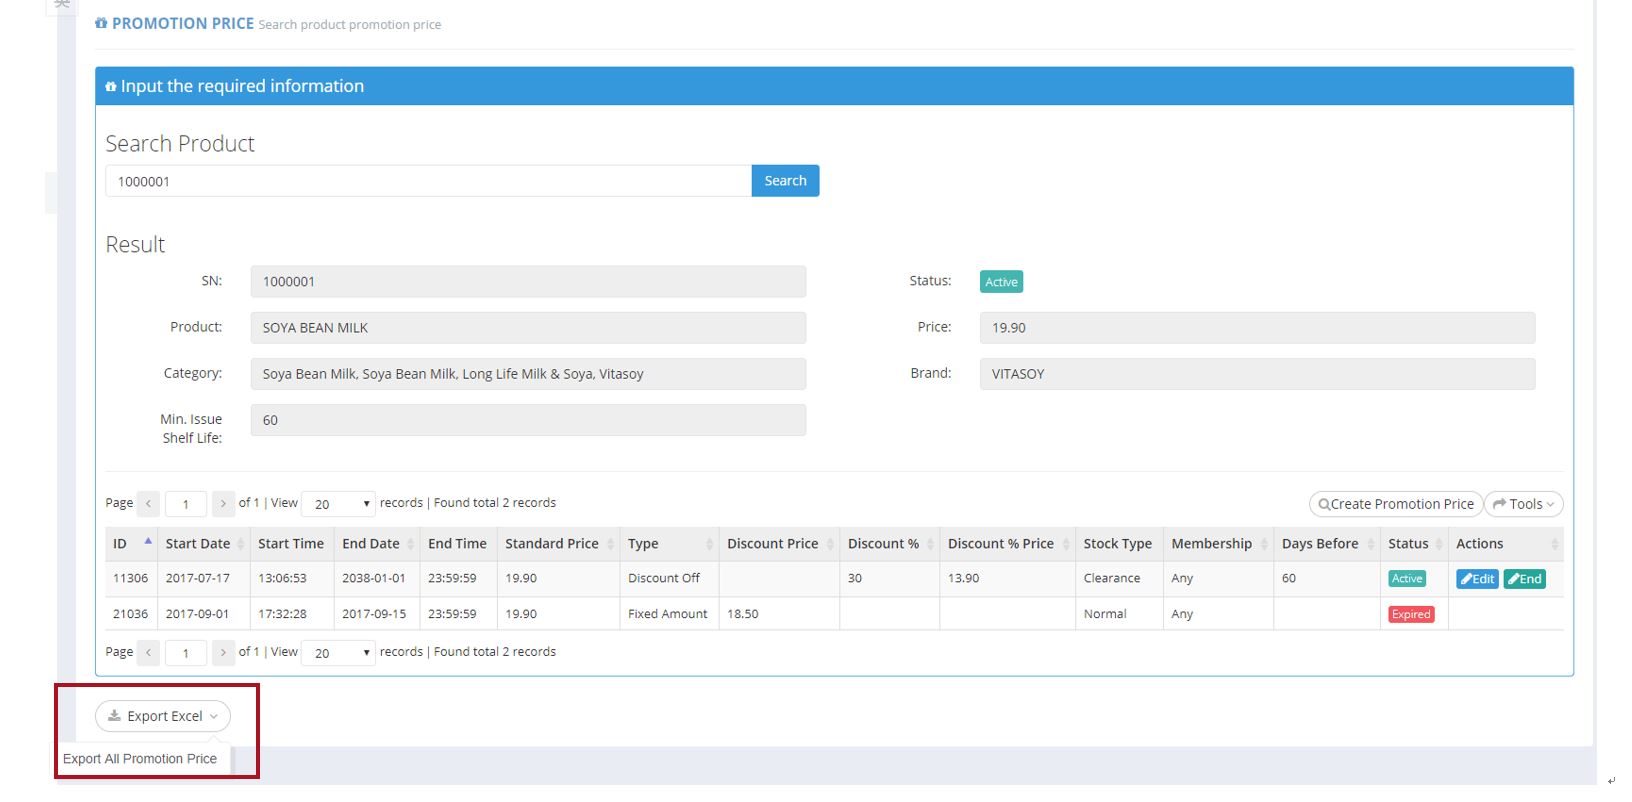 英
PROMOTION PRICE Search product promotion price
Input the required information
Search Product
1000001 Search
Result
SN: 1000001 Status: Active
Product: SOYA BEAN MILK Price: 19.90
Category: Soya Bean Milk, Soya Bean Milk, Long Life Milk & Soya, Vitasoy Brand: VITASOY
Min. Issue
Shelf Life: 60
Page < 1 > of 1 | View 20 records | Found total 2 records Create Promotion Price Tools
ID Start Date Start Time End Date End Time Standard Price Type Discount Price Discount % Discount % Price Stock Type Membership Days Before Status Actions
11306 2017-07-17 13:06:53 2038-01-01 23:59:59 19.90 Discount Off 30 13.90 Clearance Any 60 Active Edit End
21036 2017-09-01 17:32:28 2017-09-15 23:59:59 19.90 Fixed Amount 18.50 Normal Any Expired
Page < 1 > of 1 | View 20 records | Found total 2 records
Export Excel
Export All Promotion Price